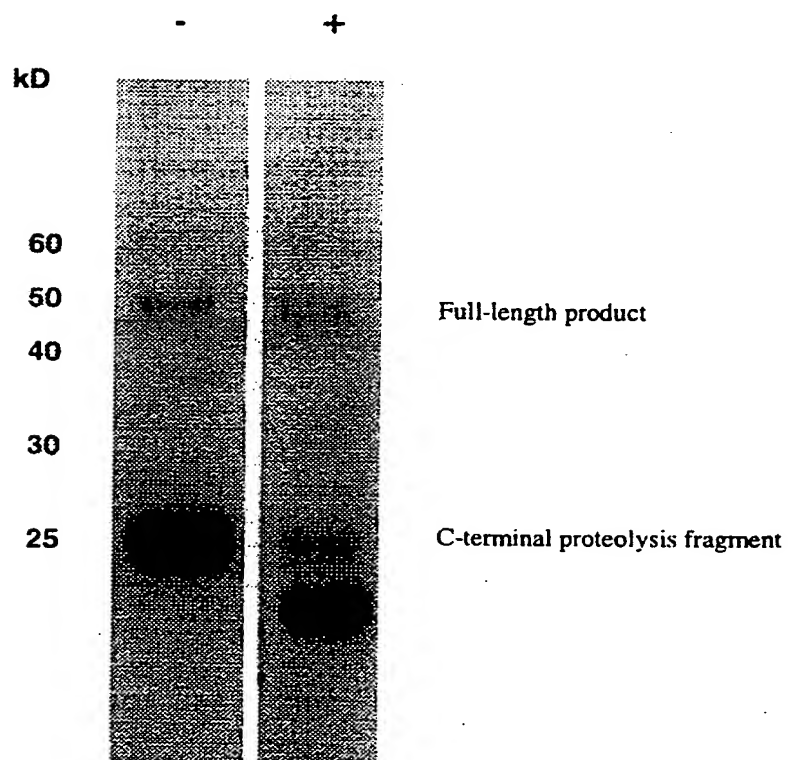 - +
kD
60
50 Full-length product
40
30
25 C-terminal proteolysis fragment